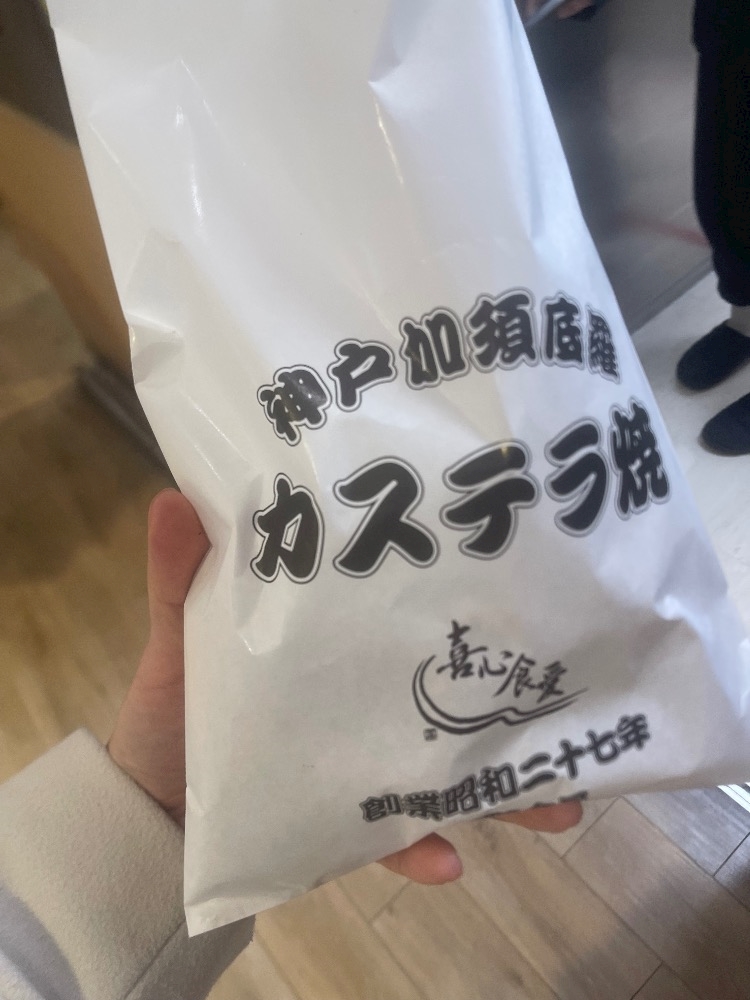 神戸加須底羅
カステラ焼
喜心食愛
創業昭和二十七年